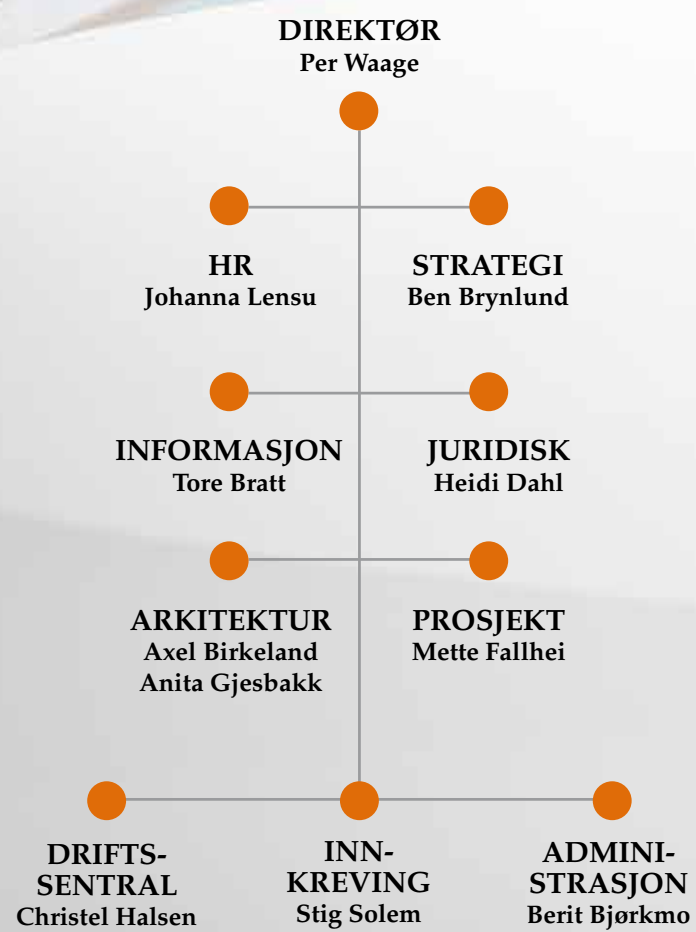 DIREKTØR
Per Waage
HR
Johanna Lensu
STRATEGI
Ben Brynlund
INFORMASJON
Tore Bratt
JURIDISK
Heidi Dahl
ARKITEKTUR
Axel Birkeland
Anita Gjesbakk
PROSJEKT
Mette Fallhei
DRIFTS-
SENTRAL
Christel Halsen
INN-
KREVING
Stig Solem
ADMINI-
STRASJON
Berit Bjørkmo